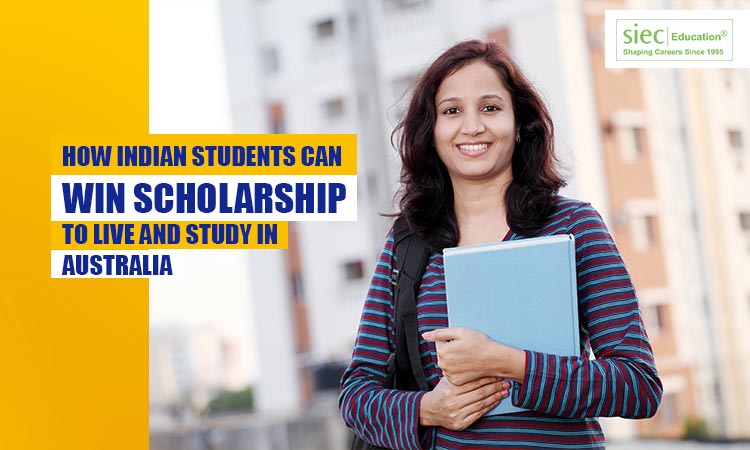 siec Education®
Shaping Careers Since 1995
HOW INDIAN STUDENTS CAN
WIN SCHOLARSHIP
TO LIVE AND STUDY IN
AUSTRALIA